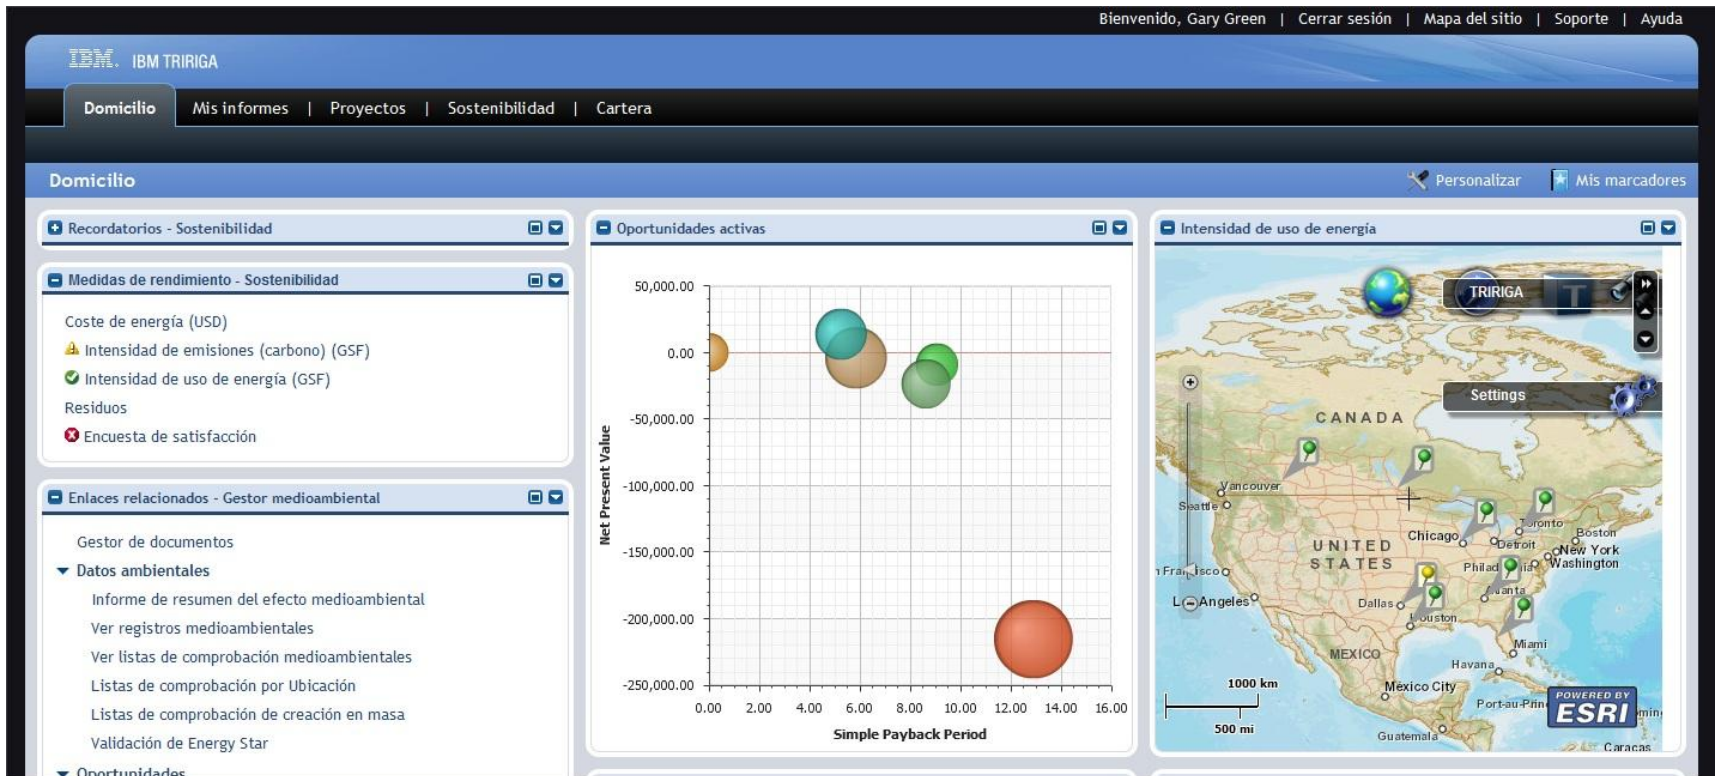 Bienvenido, Gary Green | Cerrar sesión | Mapa del sitio | Soporte | Ayuda
IBM. IBM TRIRIGA
Domicilio Mis informes | Proyectos | Sostenibilidad | Cartera
Domicilio
Personalizar Mis marcadores
Recordatorios - Sostenibilidad
Medidas de rendimiento - Sostenibilidad
Coste de energía (USD)
Intensidad de emisiones (carbono) (GSF)
Intensidad de uso de energía (GSF)
Residuos
Encuesta de satisfacción
Enlaces relacionados - Gestor medioambiental
Gestor de documentos
Datos ambientales
Informe de resumen del efecto medioambiental
Ver registros medioambientales
Ver listas de comprobación medioambientales
Listas de comprobación por Ubicación
Listas de comprobación de creación en masa
Validación de Energy Star
Oportunidades
Oportunidades activas
50,000.00
0.00
-50,000.00
-100,000.00
-150,000.00
-200,000.00
-250,000.00
Net Present Value
0.00 2.00 4.00 6.00 8.00 10.00 12.00 14.00 16.00
Simple Payback Period
Intensidad de uso de energía
TRIRIGA
T
Settings
CANADA
Vancouver
Seattle
Toronto
Boston
Chicago
Detroit
New York
UNITED
STATES
Washington
Dallas
Houston
Miami
MEXICO
Havana
1000 km
México City
500 mi
Guatemala
POWERED BY
ESRI
Caracas